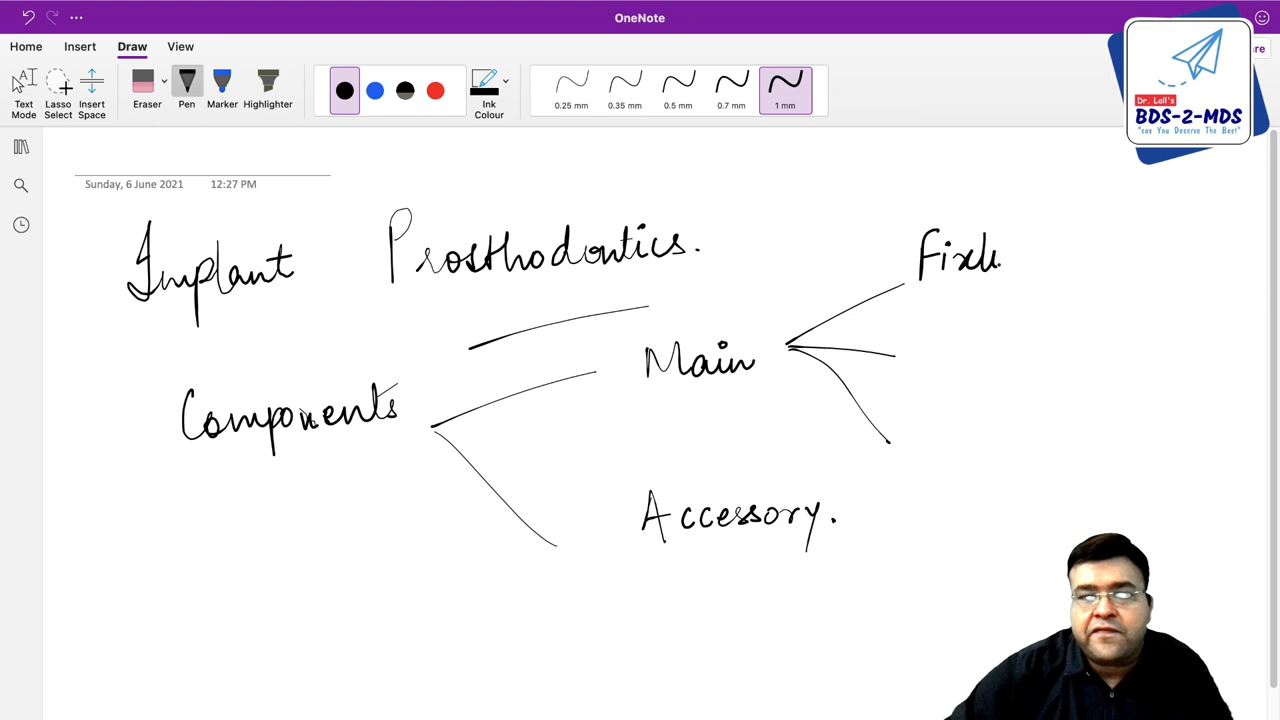 OneNote
Home Insert Draw View
Text Mode
Lasso Select
Insert Space
Eraser
Pen
Marker
Highlighter
Ink Colour
0.25 mm 0.35 mm 0.5 mm 0.7 mm 1 mm
re
Dr. Lall's
BDS-2-MDS
"cos You Deserve The Best"
Sunday, 6 June 2021 12:27 PM
Implant Prosthodontics.
Main
Components
Accessory.